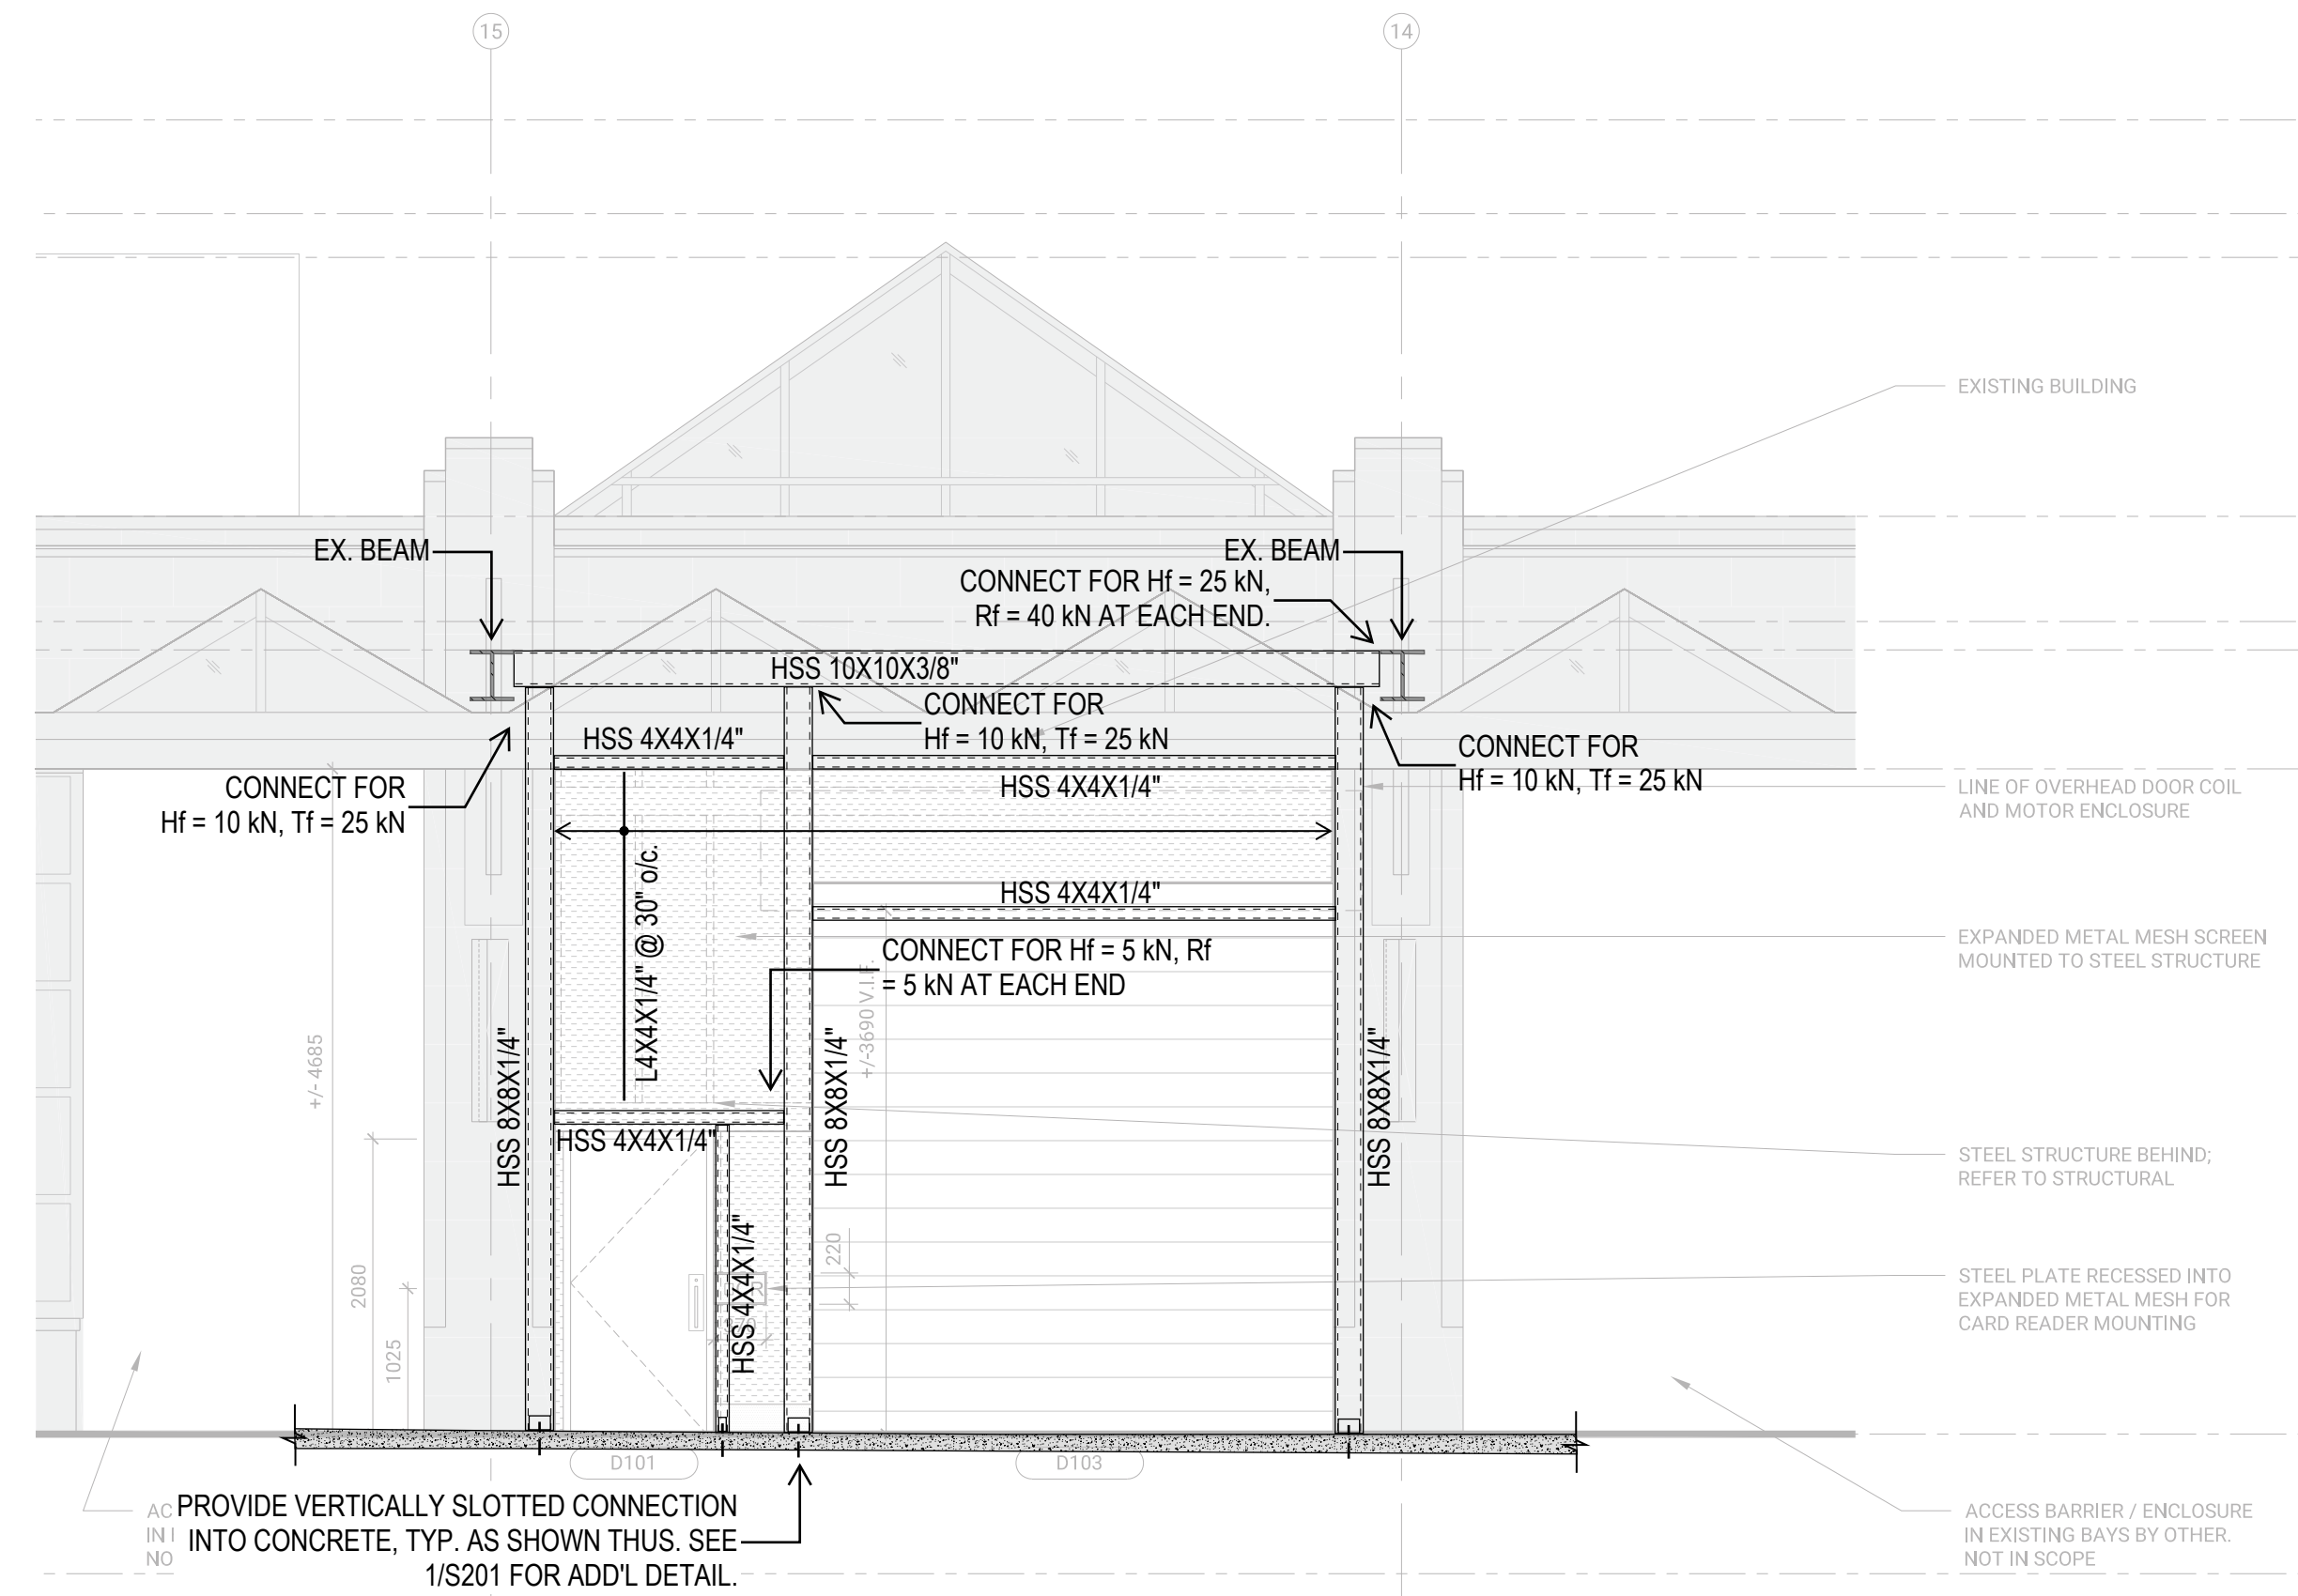 15
14
EXISTING BUILDING
EX. BEAM
EX. BEAM
CONNECT FOR Hf = 25 kN,
Rf = 40 kN AT EACH END.
HSS 10X10X3/8"
CONNECT FOR
Hf = 10 kN, Tf = 25 kN
HSS 4X4X1/4"
CONNECT FOR
Hf = 10 kN, Tf = 25 kN
CONNECT FOR
Hf = 10 kN, Tf = 25 kN
HSS 4X4X1/4"
LINE OF OVERHEAD DOOR COIL
AND MOTOR ENCLOSURE
L4X4X1/4" @ 30" o/c.
HSS 4X4X1/4"
EXPANDED METAL MESH SCREEN
MOUNTED TO STEEL STRUCTURE
CONNECT FOR Hf = 5 kN, Rf
= 5 kN AT EACH END
+/-3690 V.I.F.
+/- 4685
HSS 8X8X1/4"
HSS 8X8X1/4"
HSS 8X8X1/4"
HSS 4X4X1/4"
STEEL STRUCTURE BEHIND;
REFER TO STRUCTURAL
2080
1025
HSS 4X4X1/4"
220
STEEL PLATE RECESSED INTO
EXPANDED METAL MESH FOR
CARD READER MOUNTING
D101
D103
PROVIDE VERTICALLY SLOTTED CONNECTION
INTO CONCRETE, TYP. AS SHOWN THUS. SEE
1/S201 FOR ADD'L DETAIL.
AC
IN
NO
ACCESS BARRIER / ENCLOSURE
IN EXISTING BAYS BY OTHER.
NOT IN SCOPE